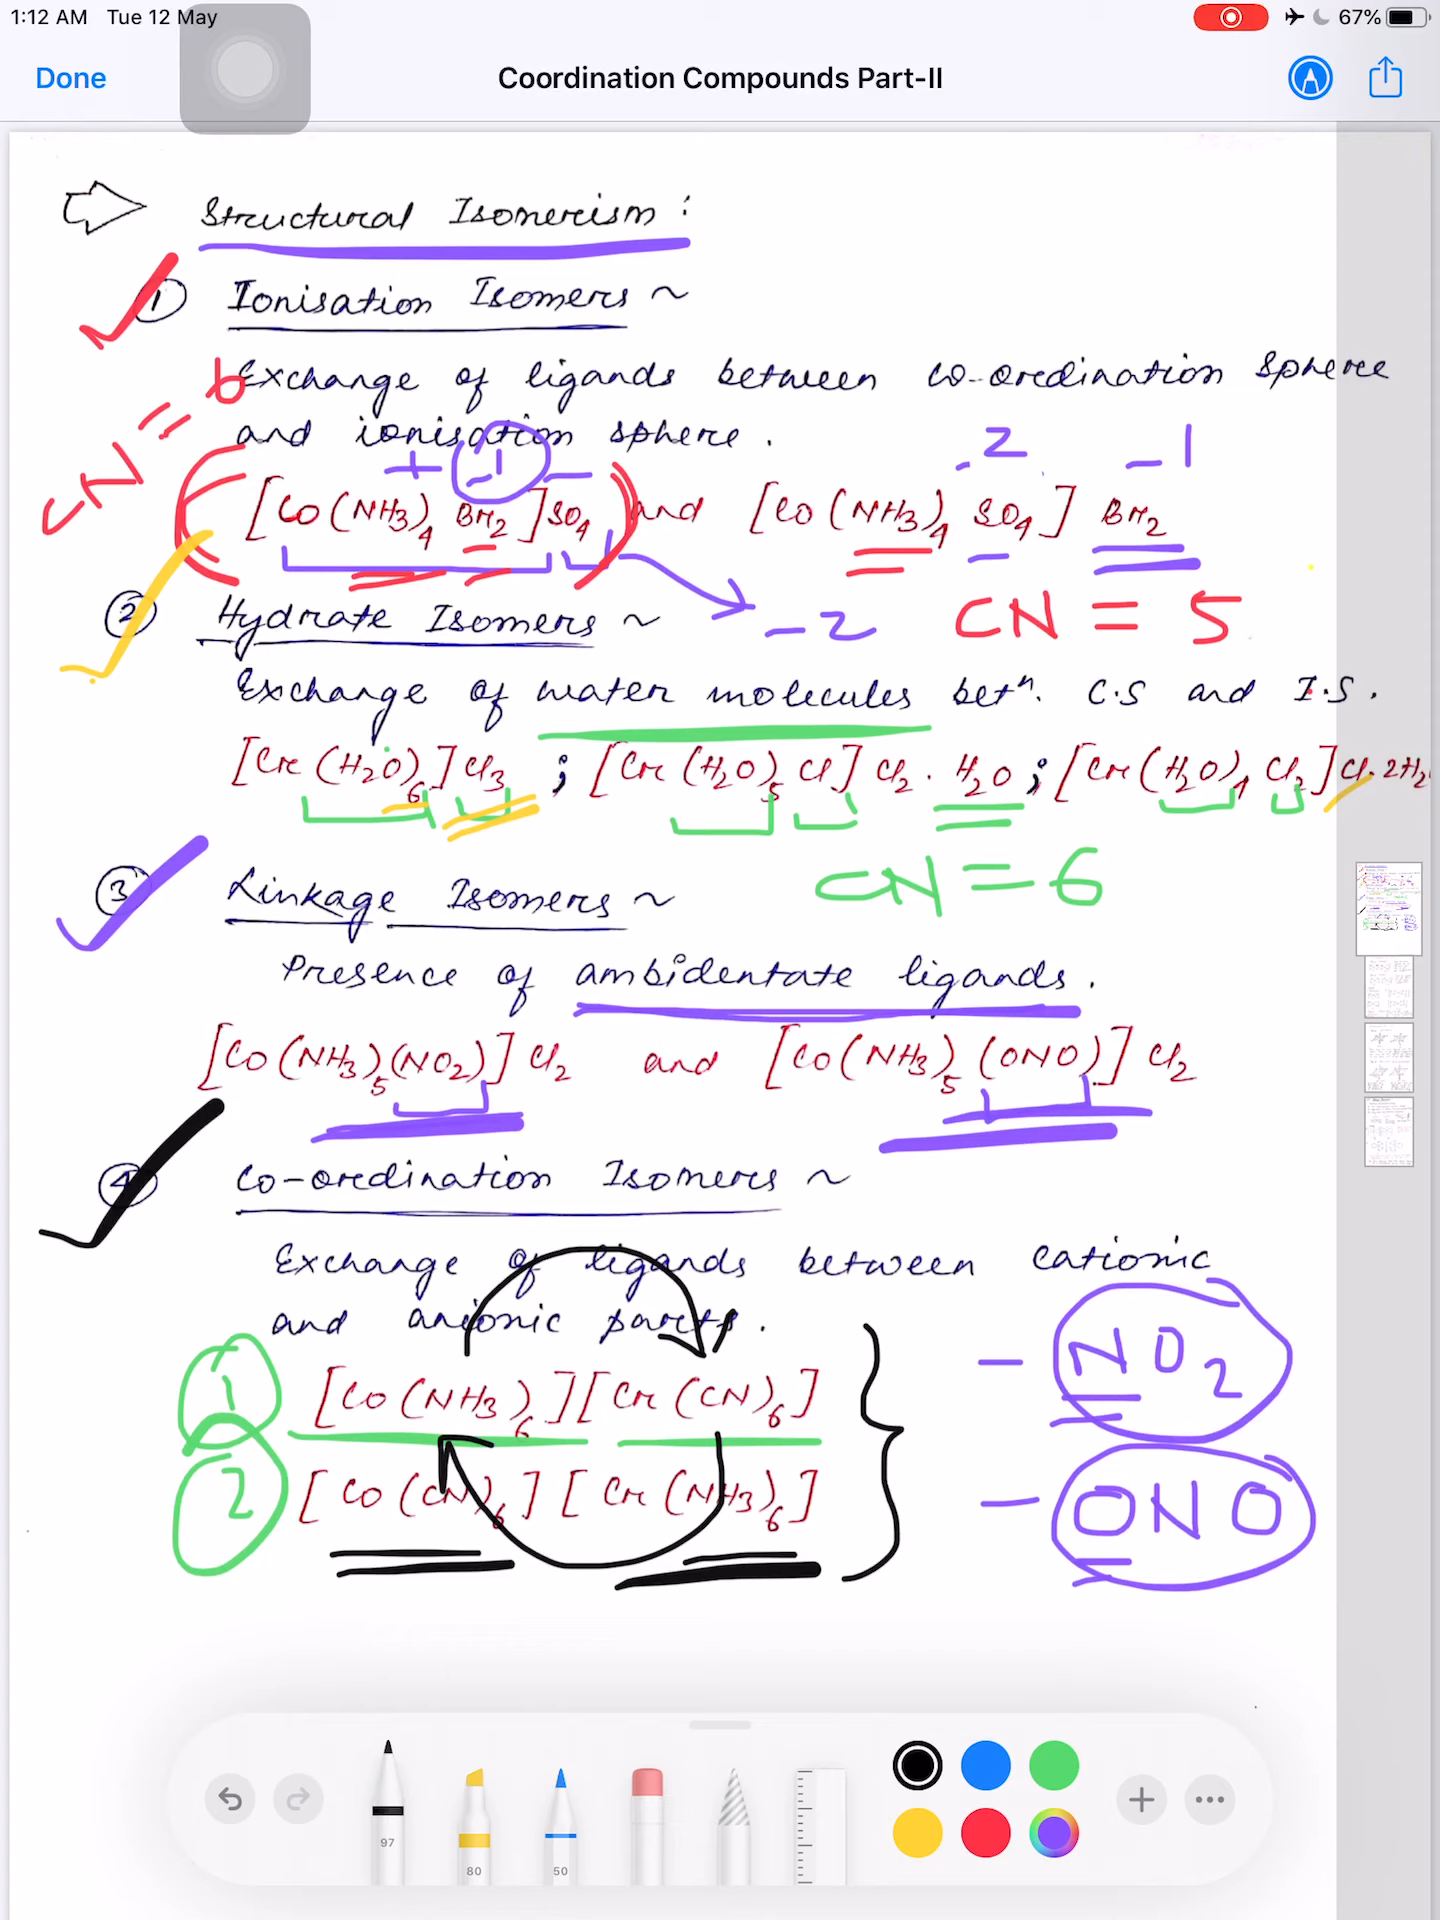 1:12 AM Tue 12 May 67%
Done Coordination Compounds Part-II
Structural Isomerism :
① Ionisation Isomers ~
Exchange of ligands between co-ordination sphere
and ionisation sphere .
CN = 6
+ -1 - -2 -1
[Co(NH3)4 Br2]SO4 and [Co(NH3)4 SO4] Br2
② Hydrate Isomers ~ -2 CN = 5
Exchange of water molecules betn. C.S and I.S .
[Cr(H2O)6]Cl3 ; [Cr(H2O)5 Cl] Cl2 . H2O ; [Cr(H2O)4 Cl2]Cl.2H2
CN = 6
③ Linkage Isomers ~
Presence of ambidentate ligands .
[Co(NH3)5(NO2)] Cl2 and [Co(NH3)5(ONO)] Cl2
④ Co-ordination Isomers ~
Exchange of ligands between cationic
and anionic parts .
1 [Co(NH3)6][Cr(CN)6] - NO2
2 [Co(CN)6][Cr(NH3)6] - ONO
97 80 50